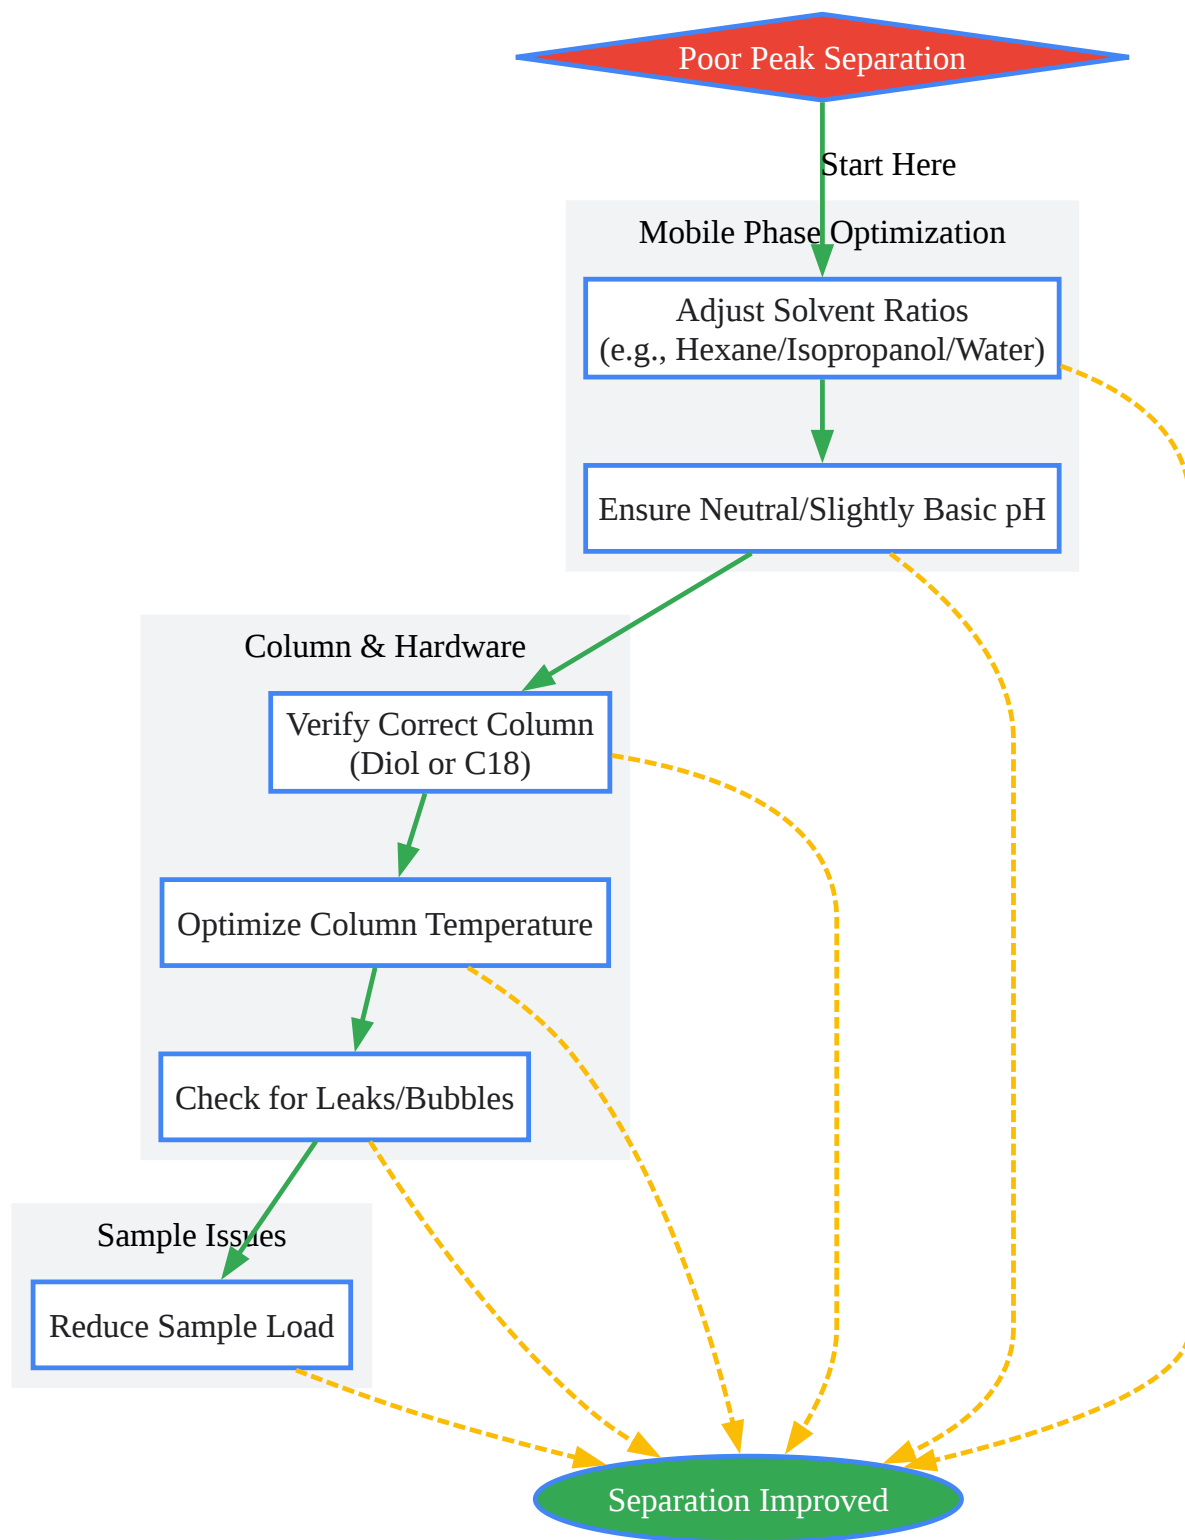 Poor Peak Separation
Start Here
Mobile Phase Optimization
Adjust Solvent Ratios
(e.g., Hexane/Isopropanol/Water)
Ensure Neutral/Slightly Basic pH
Column & Hardware
Verify Correct Column
(Diol or C18)
Optimize Column Temperature
Check for Leaks/Bubbles
Sample Issues
Reduce Sample Load
Separation Improved